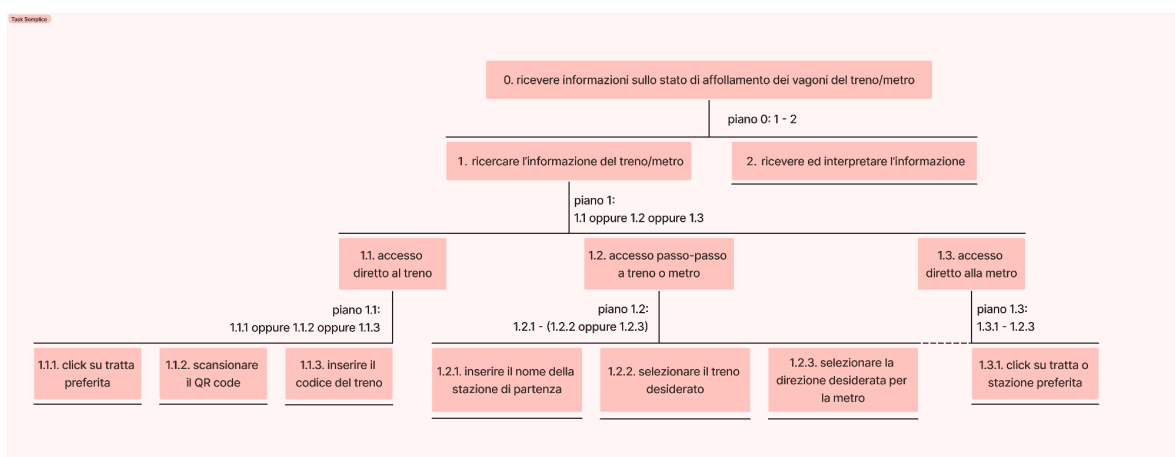 Task Semplice
0. ricevere informazioni sullo stato di affollamento dei vagoni del treno/metro
piano 0: 1 - 2
1. ricercare l'informazione del treno/metro
2. ricevere ed interpretare l'informazione
piano 1:
1.1 oppure 1.2 oppure 1.3
1.1. accesso
diretto al treno
1.2. accesso passo-passo
a treno o metro
1.3. accesso
diretto alla metro
piano 1.1:
1.1.1 oppure 1.1.2 oppure 1.1.3
piano 1.2:
1.2.1 - (1.2.2 oppure 1.2.3)
piano 1.3:
1.3.1 - 1.2.3
1.1.1. click su tratta
preferita
1.1.2. scansionare
il QR code
1.1.3. inserire il
codice del treno
1.2.1. inserire il nome della
stazione di partenza
1.2.2. selezionare il treno
desiderato
1.2.3. selezionare la
direzione desiderata per
la metro
1.3.1. click su tratta o
stazione preferita